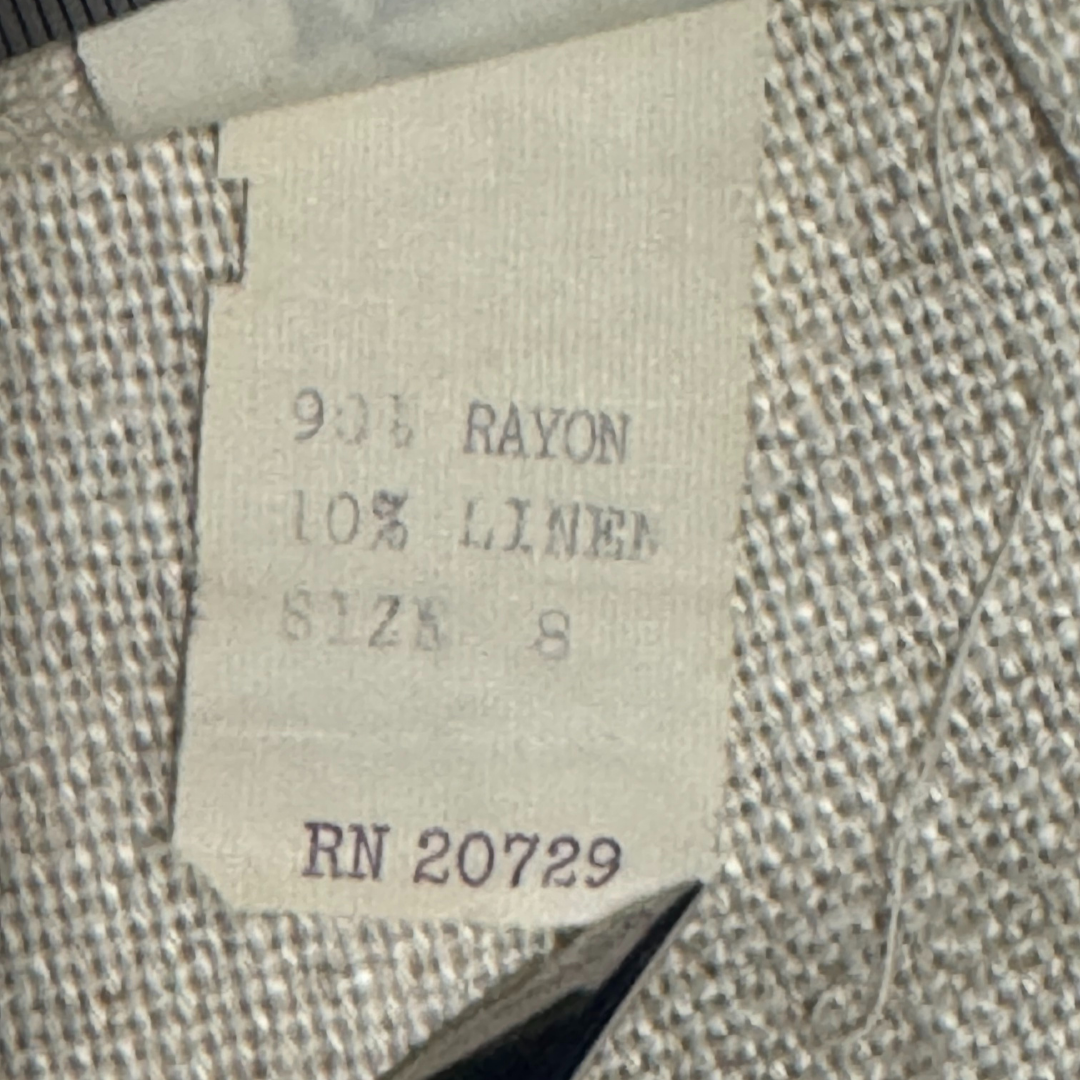 90% RAYON
10% LINEN
SIZE 8
RN 20729